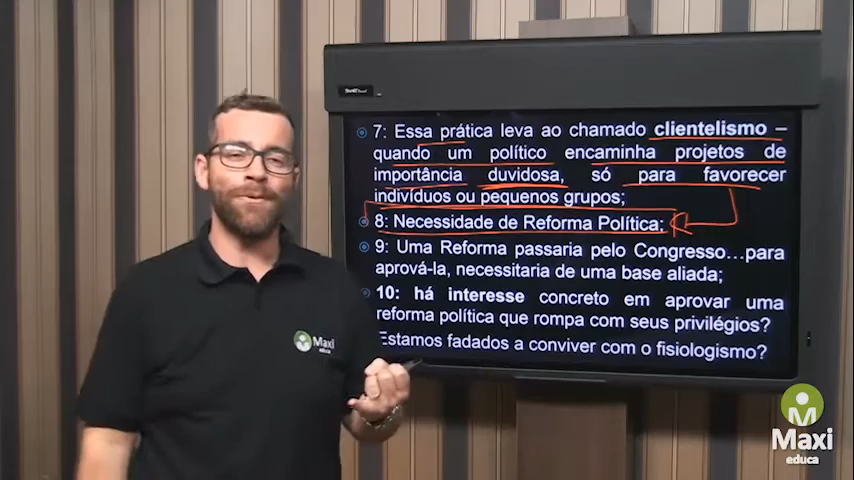 7: Essa prática leva ao chamado clientelismo –
quando um político encaminha projetos de
importância duvidosa, só para favorecer
indivíduos ou pequenos grupos;
8: Necessidade de Reforma Política;
9: Uma Reforma passaria pelo Congresso...para
aprová-la, necessitaria de uma base aliada;
10: há interesse concreto em aprovar uma
reforma política que rompa com seus privilégios?
Estamos fadados a conviver com o fisiologismo?
Maxi
educa
Maxi
educa